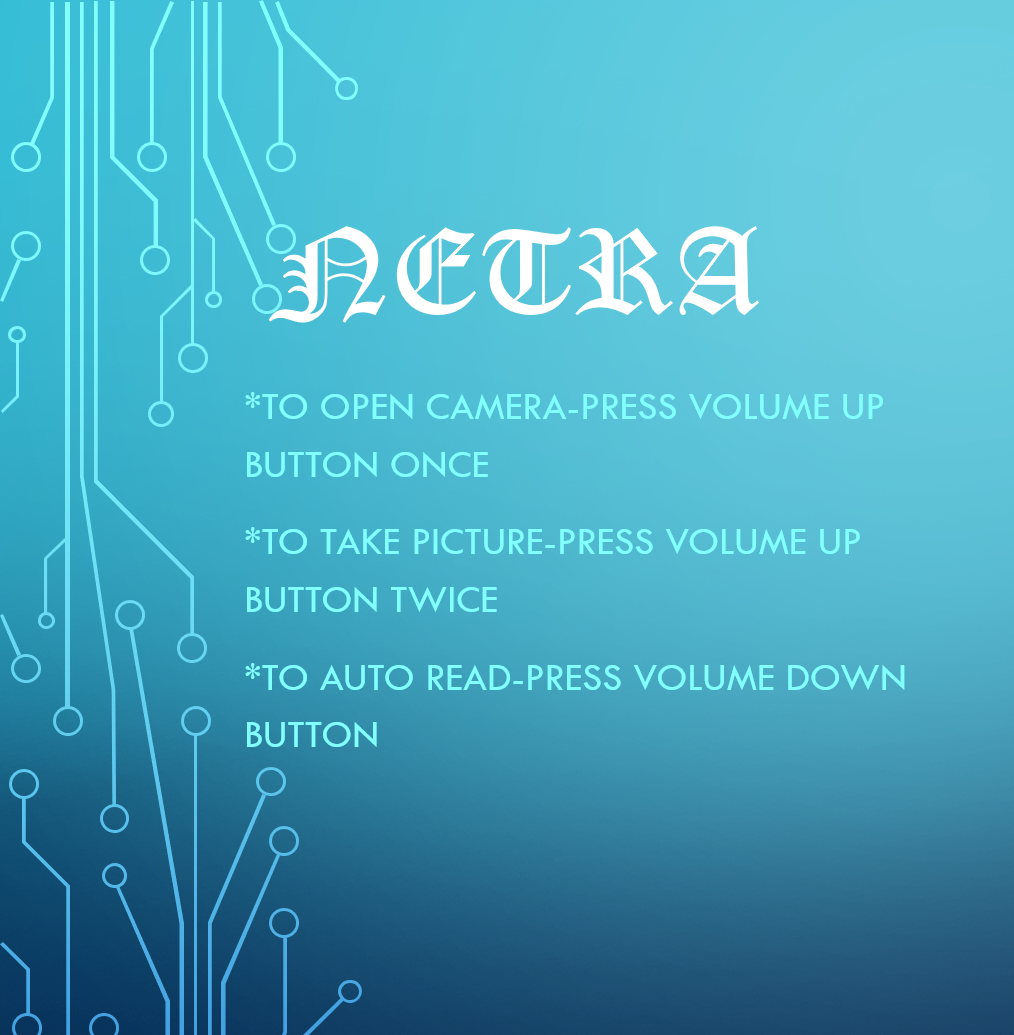 NETRA
*TO OPEN CAMERA-PRESS VOLUME UP
BUTTON ONCE
*TO TAKE PICTURE-PRESS VOLUME UP
BUTTON TWICE
*TO AUTO READ-PRESS VOLUME DOWN
BUTTON